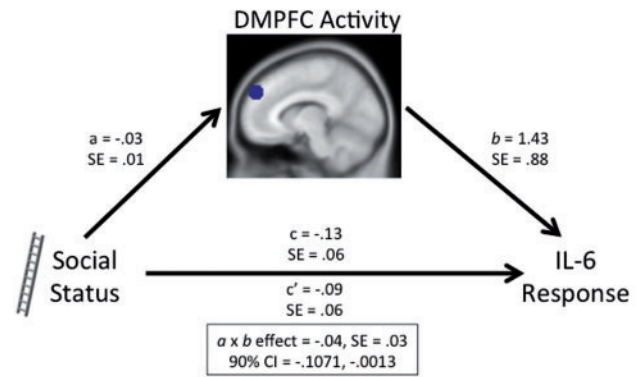 DMPFC Activity
a = -.03
SE = .01
b = 1.43
SE = .88
Social
Status
c = -.13
SE = .06
c’ = -.09
SE = .06
IL-6
Response
a x b effect = -.04, SE = .03
90% CI = -.1071, -.0013